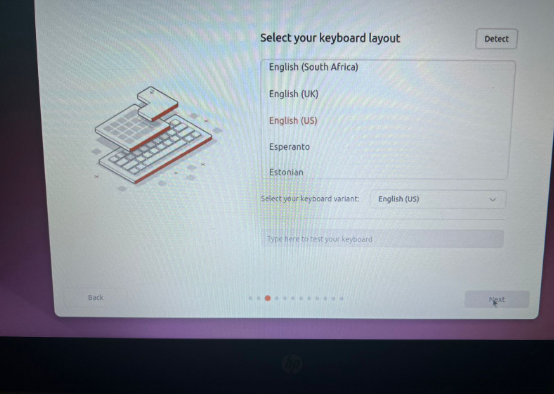 Select your keyboard layout
Detect
English (South Africa)
English (UK)
English (US)
Esperanto
Estonian
Select your keyboard variant:
English (US)
Type here to test your keyboard
Back
Next
hp